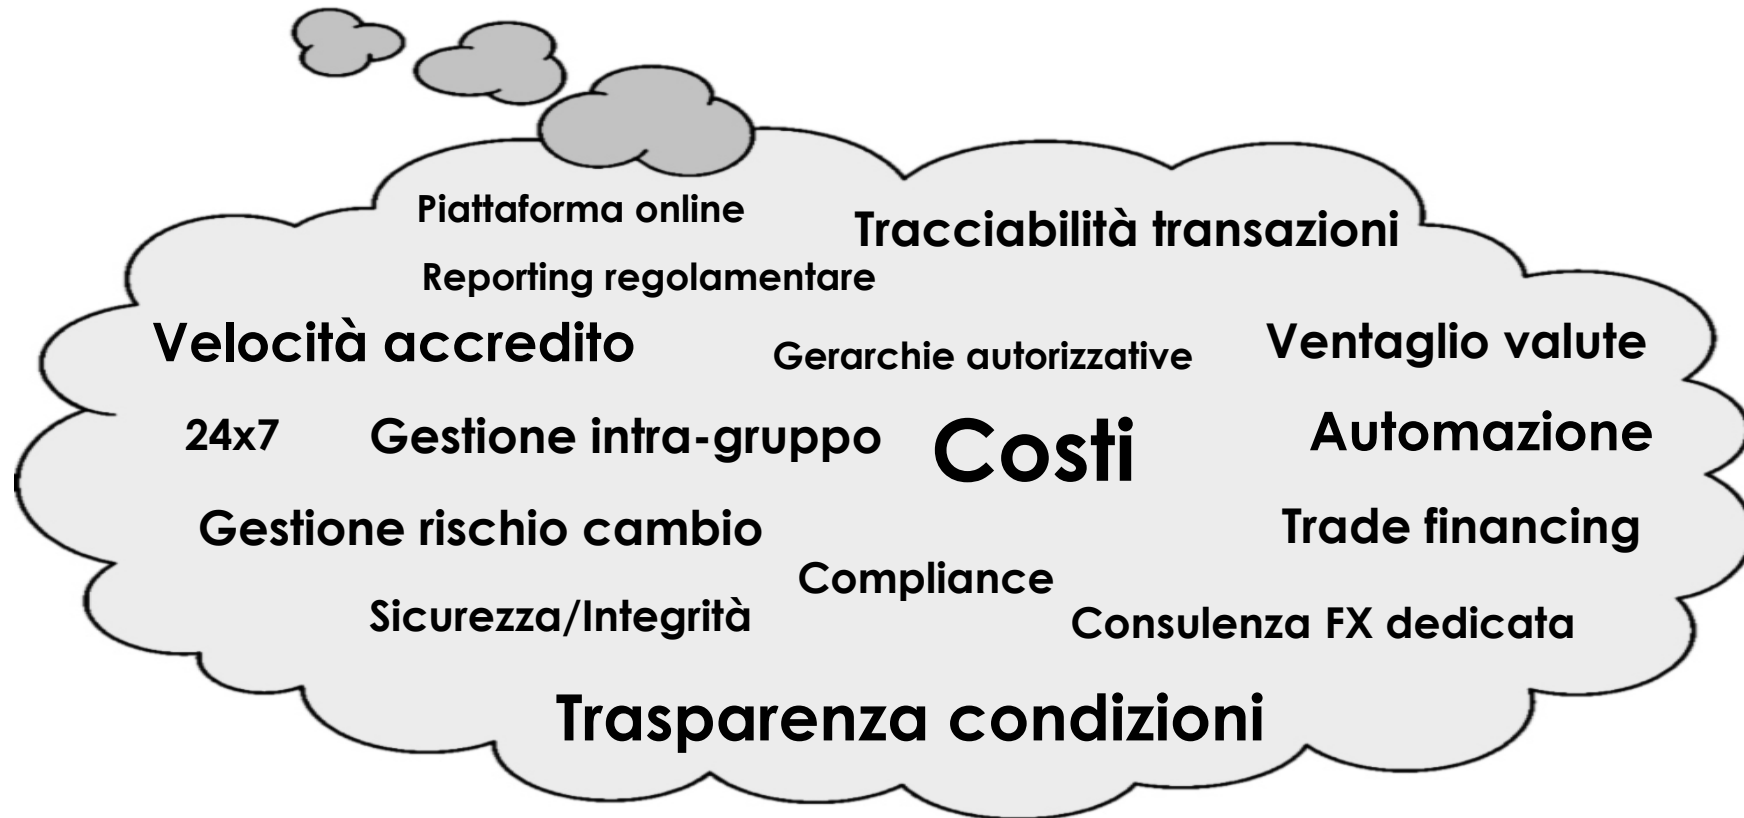 Piattaforma online
Tracciabilità transazioni
Reporting regolamentare
Velocità accredito
Gerarchie autorizzative
Ventaglio valute
24x7
Gestione intra-gruppo
Costi
Automazione
Gestione rischio cambio
Trade financing
Compliance
Sicurezza/Integrità
Consulenza FX dedicata
Trasparenza condizioni